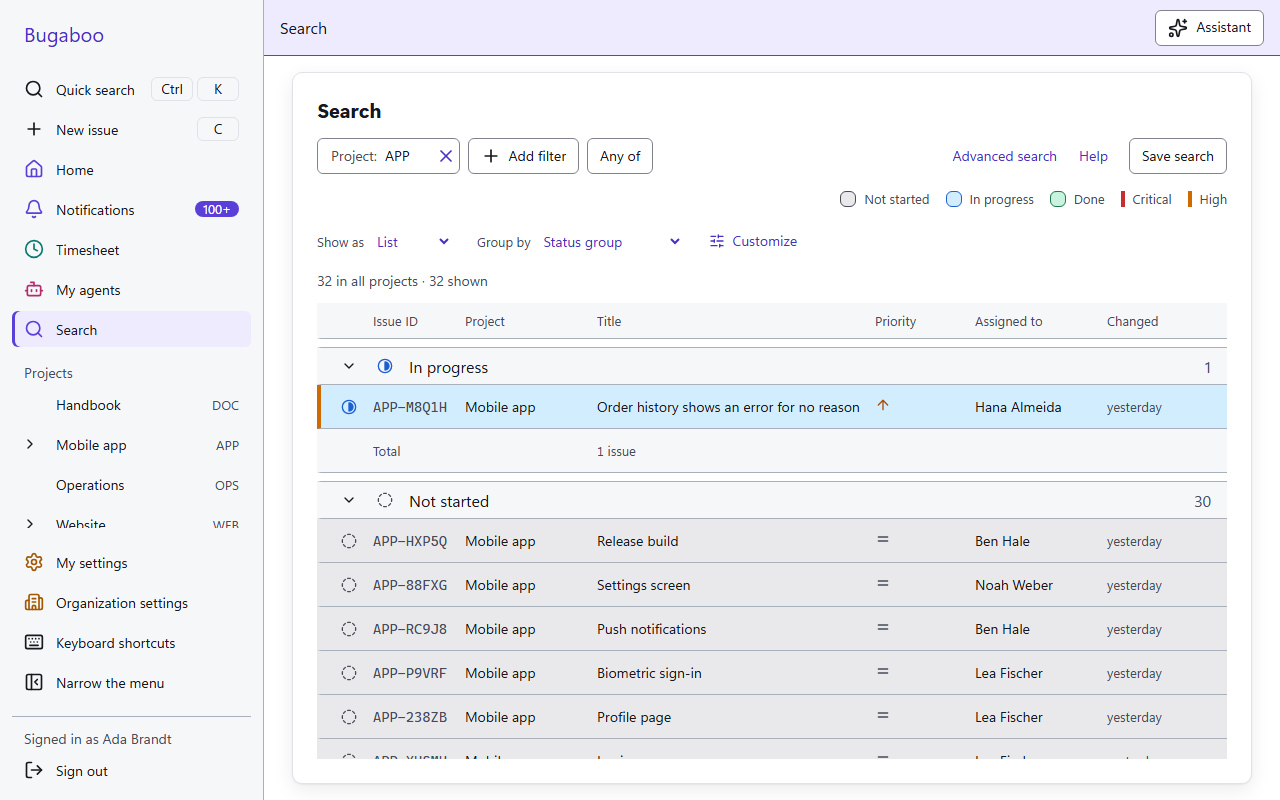 Bugaboo
Quick search Ctrl K
New issue C
Home
Notifications 100+
Timesheet
My agents
Search
Projects
Handbook DOC
Mobile app APP
Operations OPS
Website WEB
My settings
Organization settings
Keyboard shortcuts
Narrow the menu
Signed in as Ada Brandt
Sign out
Search
Assistant
Search
Project: APP
Add filter
Any of
Advanced search
Help
Save search
Not started
In progress
Done
Critical
High
Show as List
Group by Status group
Customize
32 in all projects · 32 shown
Issue ID Project Title Priority Assigned to Changed
In progress 1
APP-M8Q1H Mobile app Order history shows an error for no reason Hana Almeida yesterday
Total 1 issue
Not started 30
APP-HXP5Q Mobile app Release build Ben Hale yesterday
APP-88FXG Mobile app Settings screen Noah Weber yesterday
APP-RC9J8 Mobile app Push notifications Ben Hale yesterday
APP-P9VRF Mobile app Biometric sign-in Lea Fischer yesterday
APP-238ZB Mobile app Profile page Lea Fischer yesterday